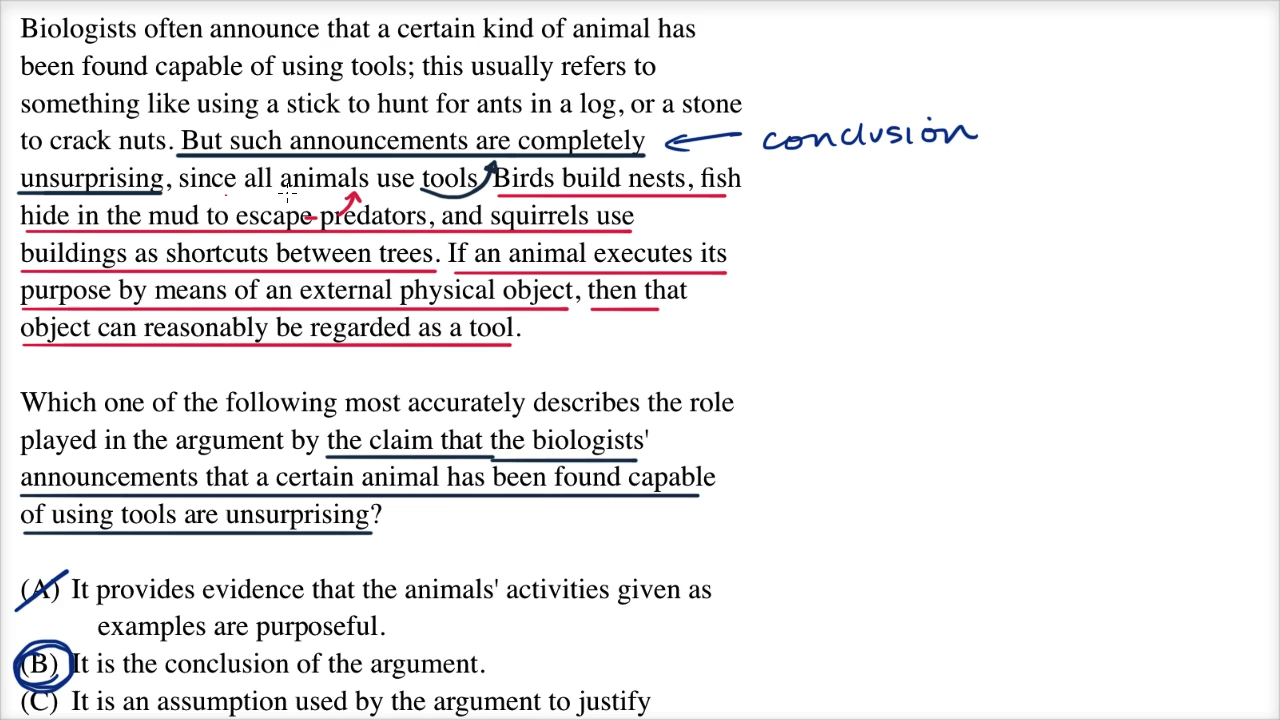 Biologists often announce that a certain kind of animal has
been found capable of using tools; this usually refers to
something like using a stick to hunt for ants in a log, or a stone
to crack nuts. But such announcements are completely
conclusion
unsurprising, since all animals use tools. Birds build nests, fish
hide in the mud to escape predators, and squirrels use
buildings as shortcuts between trees. If an animal executes its
purpose by means of an external physical object, then that
object can reasonably be regarded as a tool.
Which one of the following most accurately describes the role
played in the argument by the claim that the biologists'
announcements that a certain animal has been found capable
of using tools are unsurprising?
(A) It provides evidence that the animals' activities given as
examples are purposeful.
(B) It is the conclusion of the argument.
(C) It is an assumption used by the argument to justify